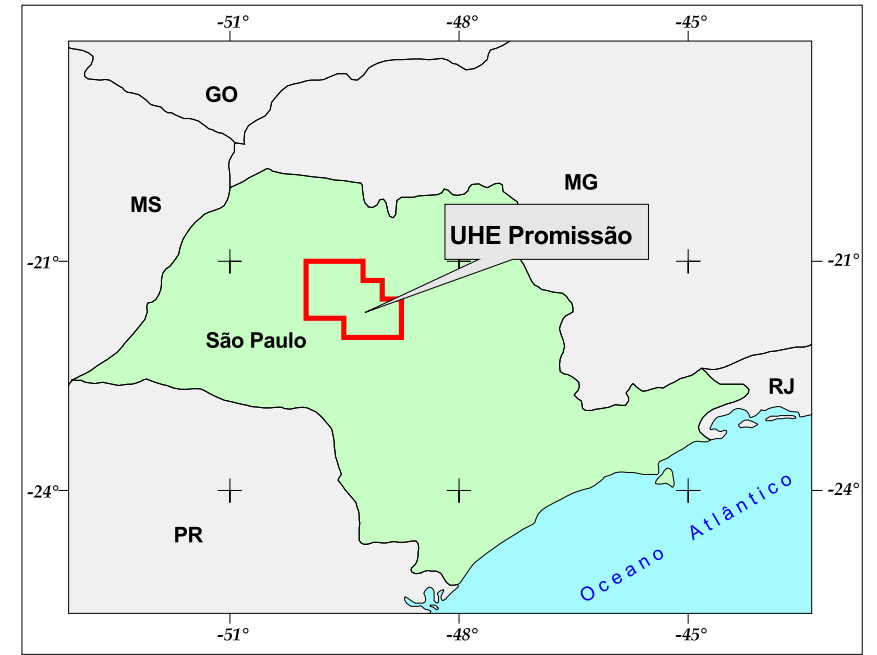 -51° -48° -45°
GO
MG
MS
UHE Promissão
-21° -21°
São Paulo
RJ
-24° -24°
Oceano Atlântico
PR
-51° -48° -45°